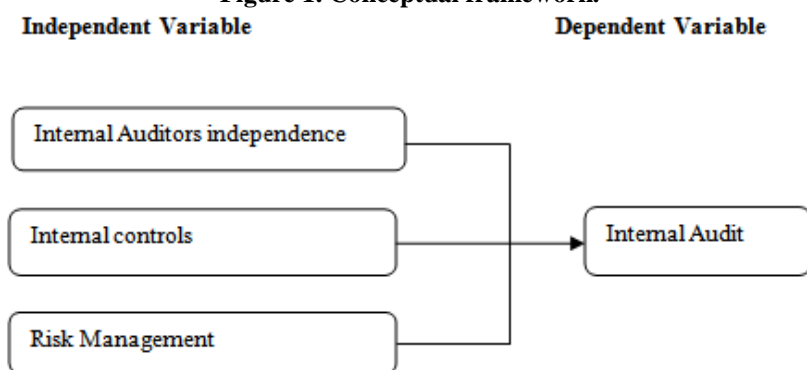 Figure 1. Conceptual framework.
Independent Variable Dependent Variable
Internal Auditors independence
Internal controls Internal Audit
Risk Management